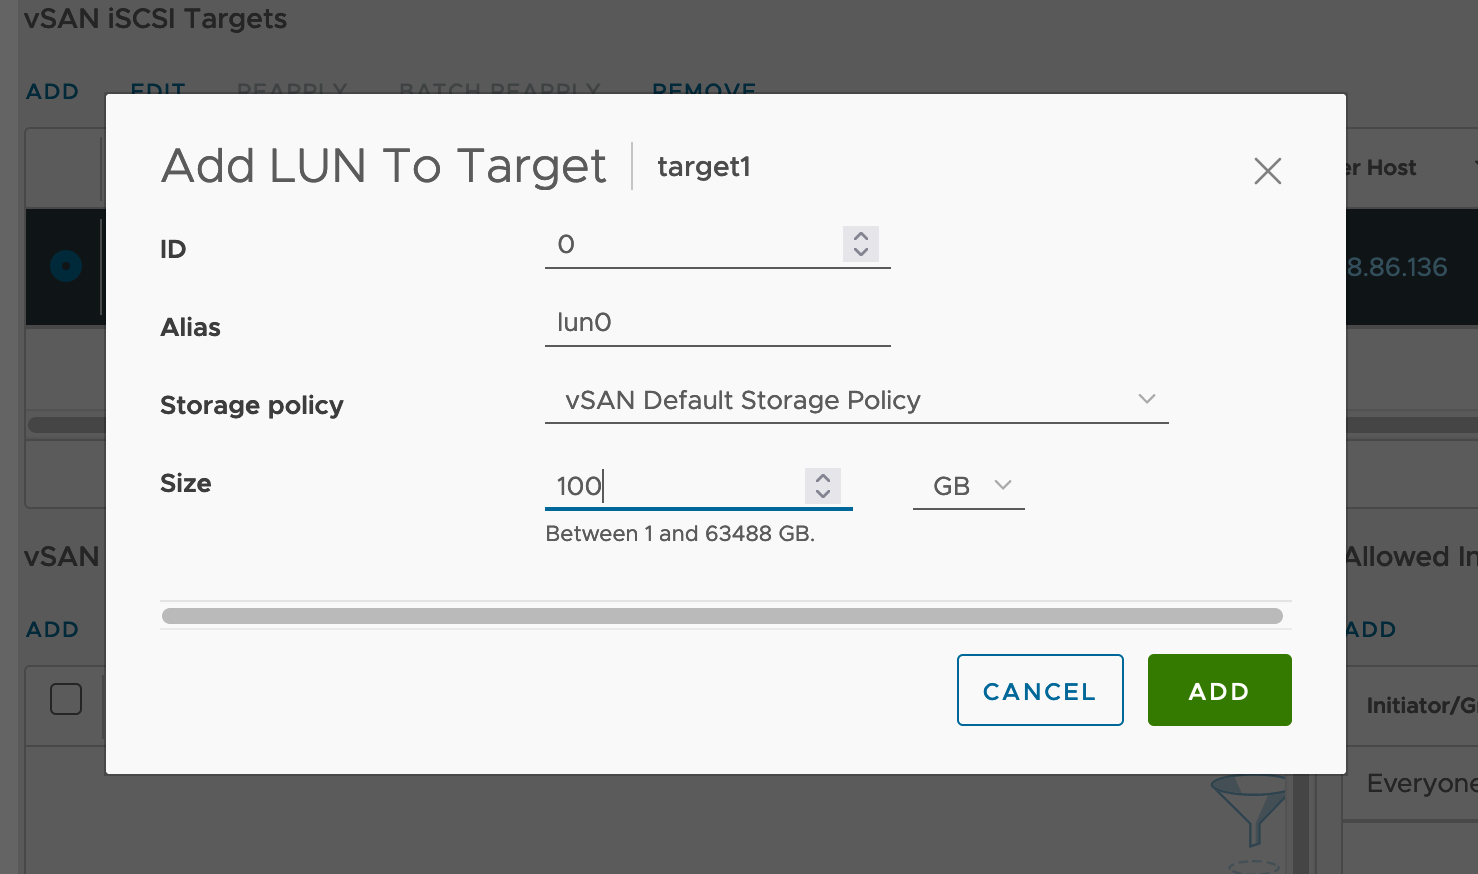 vSAN iSCSI Targets
ADD EDIT REAPPLY BATCH REAPPLY REMOVE
Add LUN To Target target1
er Host
ID 0
8.86.136
Alias lun0
Storage policy vSAN Default Storage Policy
Size 100 GB
Between 1 and 63488 GB.
vSAN
Allowed In
ADD
ADD
CANCEL ADD
Initiator/G
Everyone